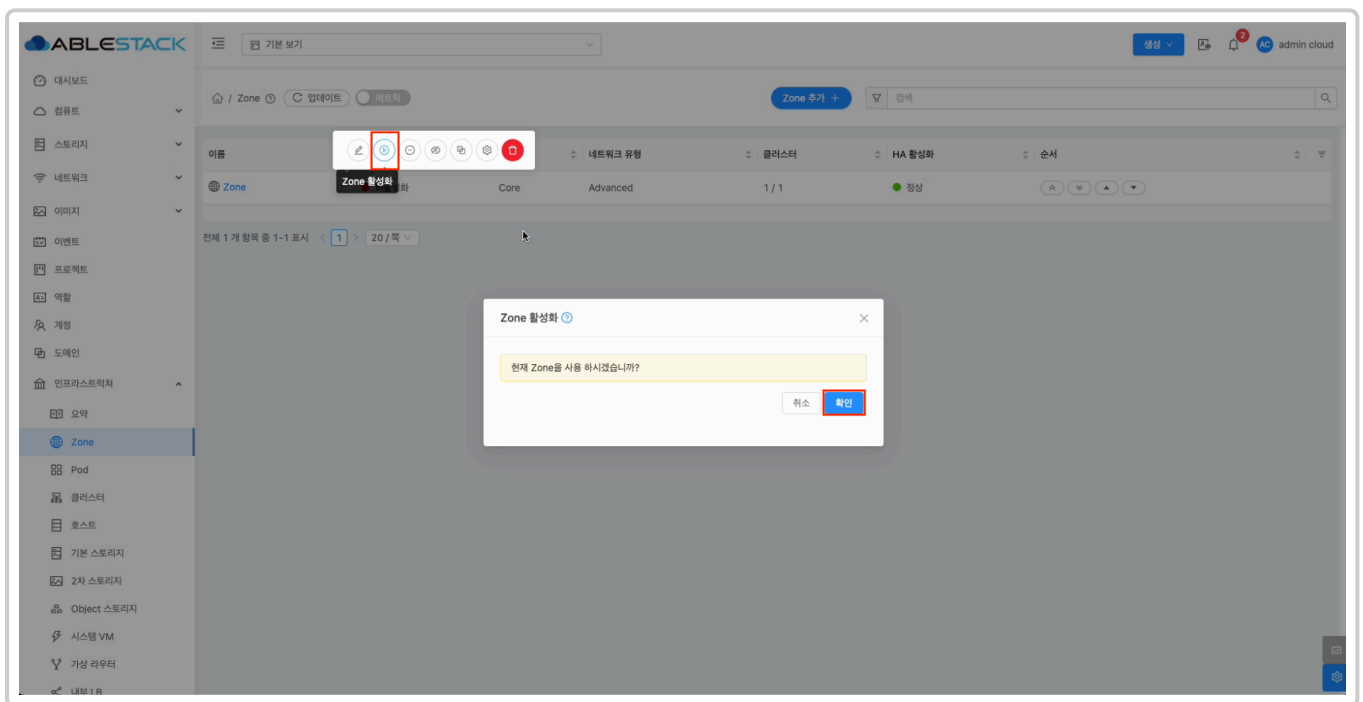 ABLESTACK
기본 보기
생성
2
AC
admin cloud
대시보드
컴퓨트
스토리지
네트워크
이미지
이벤트
프로젝트
역할
계정
도메인
인프라스트럭처
요약
Zone
Pod
클러스터
호스트
기본 스토리지
2차 스토리지
Object 스토리지
시스템 VM
가상 라우터
내부 LB
/ Zone
업데이트
메트릭
Zone 추가 +
검색
이름
네트워크 유형
클러스터
HA 활성화
순서
Zone 활성화
Zone
Core
Advanced
1 / 1
정상
전체 1 개 항목 중 1-1 표시 < 1 > 20 / 쪽
Zone 활성화
현재 Zone을 사용 하시겠습니까?
취소
확인